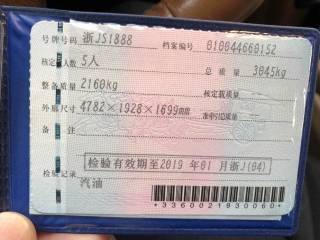 号牌号码 浙JS1888 档案编号 010044660152
核定人数 5人 总质量 3045kg
整备质量 2160kg 核定载质量
外廓尺寸 4782×1928×1699mm 准牵引总质量
备注
检验有效期至2019年01月浙J(04)
检验记录
汽油
*3360021930060*